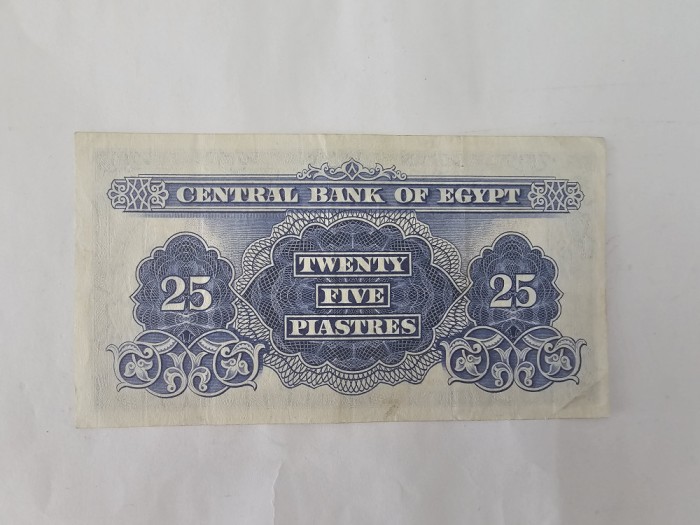 CENTRAL BANK OF EGYPT
TWENTY
25 FIVE 25
PIASTRES